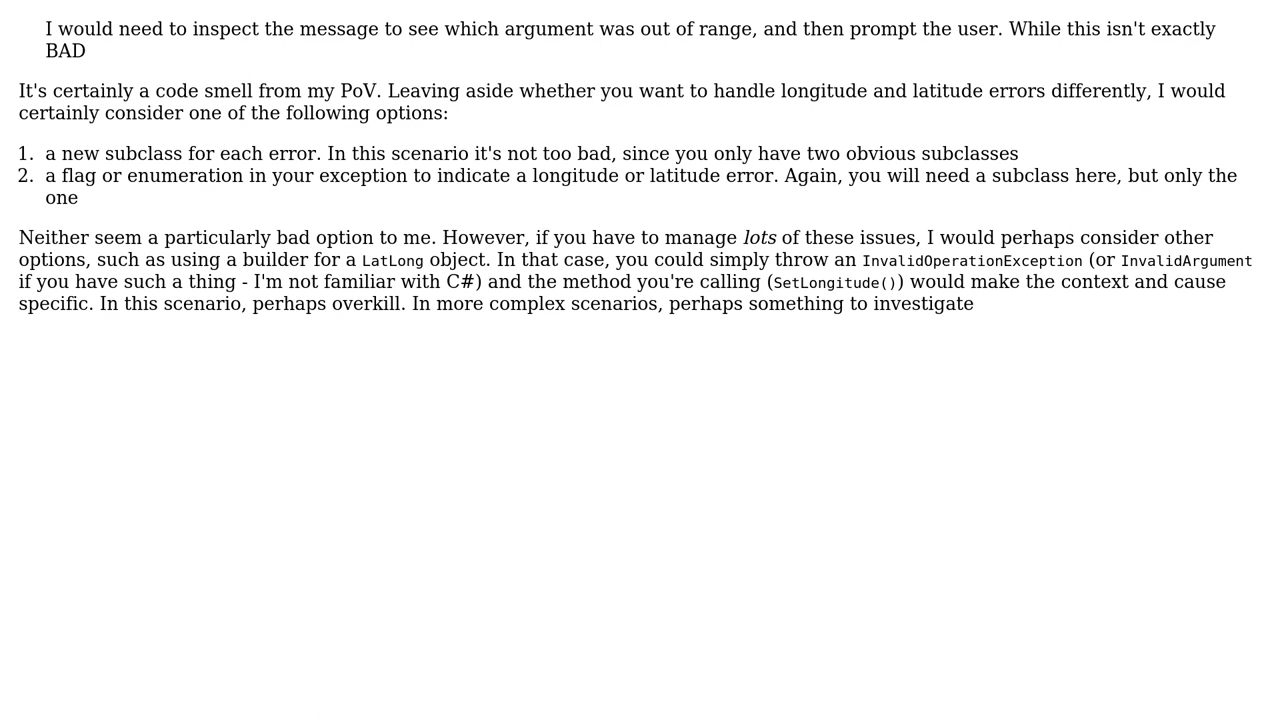 I would need to inspect the message to see which argument was out of range, and then prompt the user. While this isn't exactly
BAD
It's certainly a code smell from my PoV. Leaving aside whether you want to handle longitude and latitude errors differently, I would
certainly consider one of the following options:
1. a new subclass for each error. In this scenario it's not too bad, since you only have two obvious subclasses
2. a flag or enumeration in your exception to indicate a longitude or latitude error. Again, you will need a subclass here, but only the
one
Neither seem a particularly bad option to me. However, if you have to manage lots of these issues, I would perhaps consider other
options, such as using a builder for a LatLong object. In that case, you could simply throw an InvalidOperationException (or InvalidArgument
if you have such a thing - I'm not familiar with C#) and the method you're calling (SetLongitude()) would make the context and cause
specific. In this scenario, perhaps overkill. In more complex scenarios, perhaps something to investigate